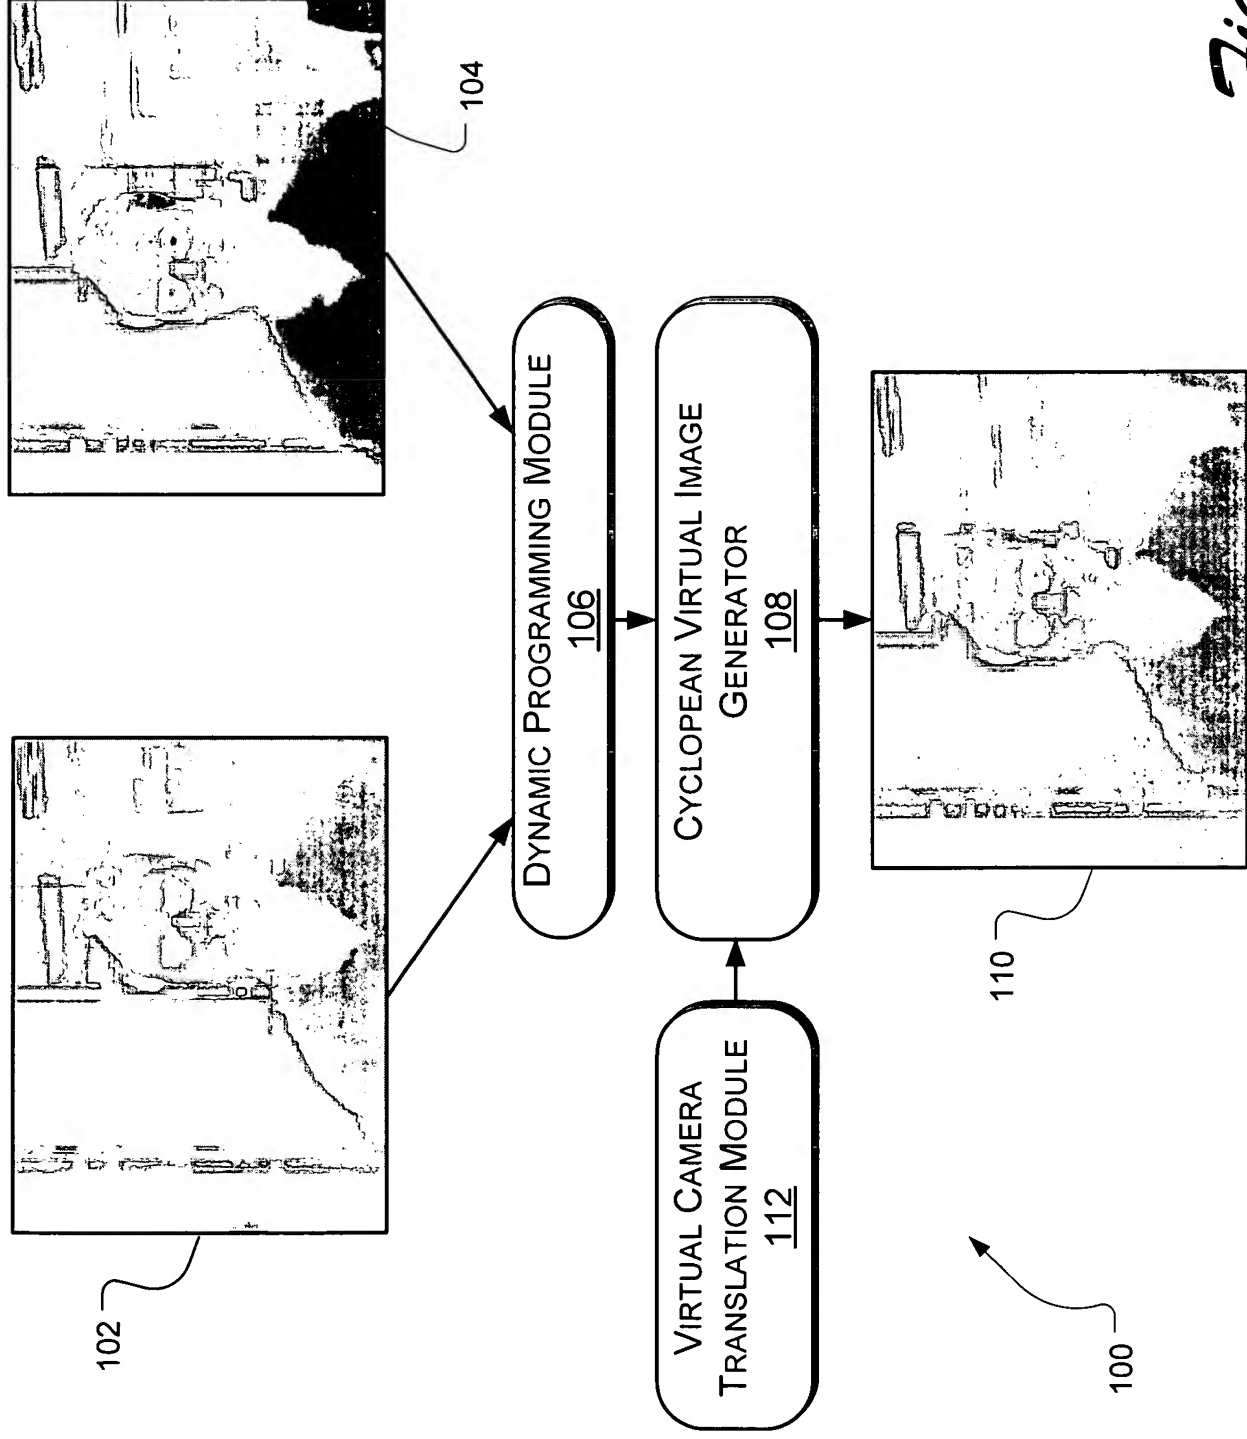 102
104
DYNAMIC PROGRAMMING MODULE
106
VIRTUAL CAMERA
TRANSLATION MODULE
112
CYCLOPEAN VIRTUAL IMAGE
GENERATOR
108
110
100